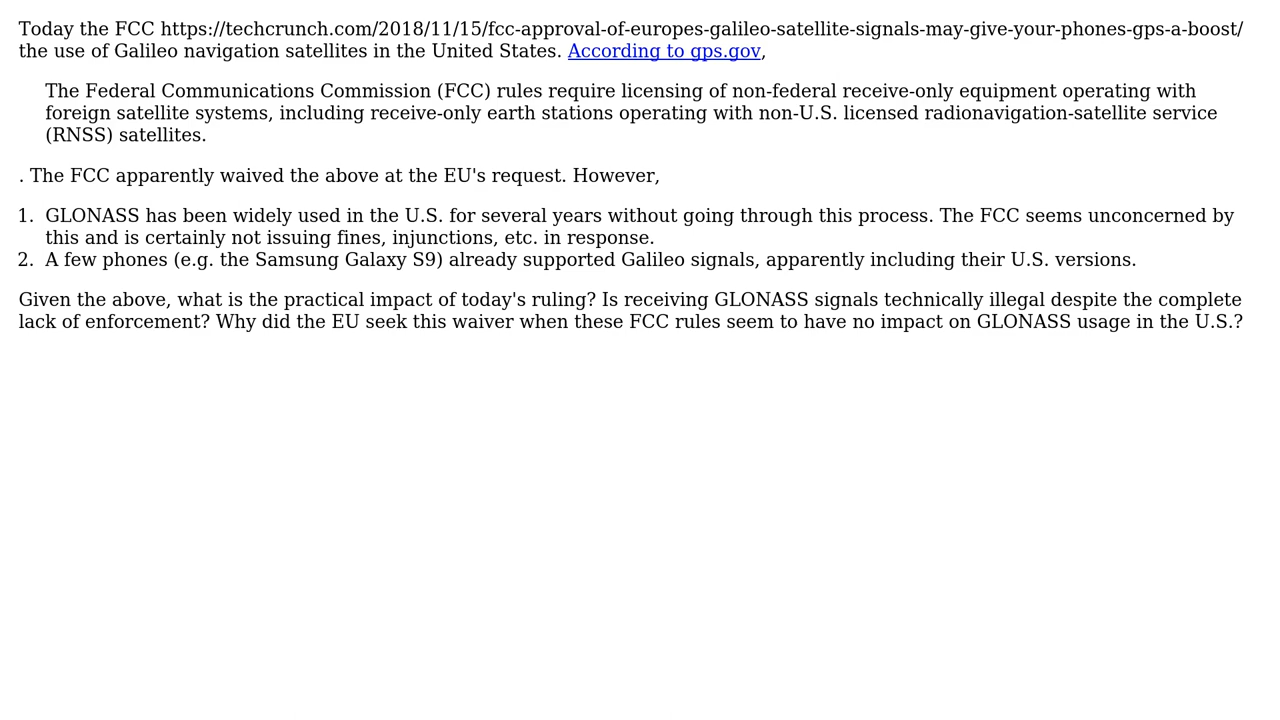 Today the FCC https://techcrunch.com/2018/11/15/fcc-approval-of-europes-galileo-satellite-signals-may-give-your-phones-gps-a-boost/
the use of Galileo navigation satellites in the United States. According to gps.gov,
The Federal Communications Commission (FCC) rules require licensing of non-federal receive-only equipment operating with
foreign satellite systems, including receive-only earth stations operating with non-U.S. licensed radionavigation-satellite service
(RNSS) satellites.
. The FCC apparently waived the above at the EU's request. However,
1. GLONASS has been widely used in the U.S. for several years without going through this process. The FCC seems unconcerned by
this and is certainly not issuing fines, injunctions, etc. in response.
2. A few phones (e.g. the Samsung Galaxy S9) already supported Galileo signals, apparently including their U.S. versions.
Given the above, what is the practical impact of today's ruling? Is receiving GLONASS signals technically illegal despite the complete
lack of enforcement? Why did the EU seek this waiver when these FCC rules seem to have no impact on GLONASS usage in the U.S.?